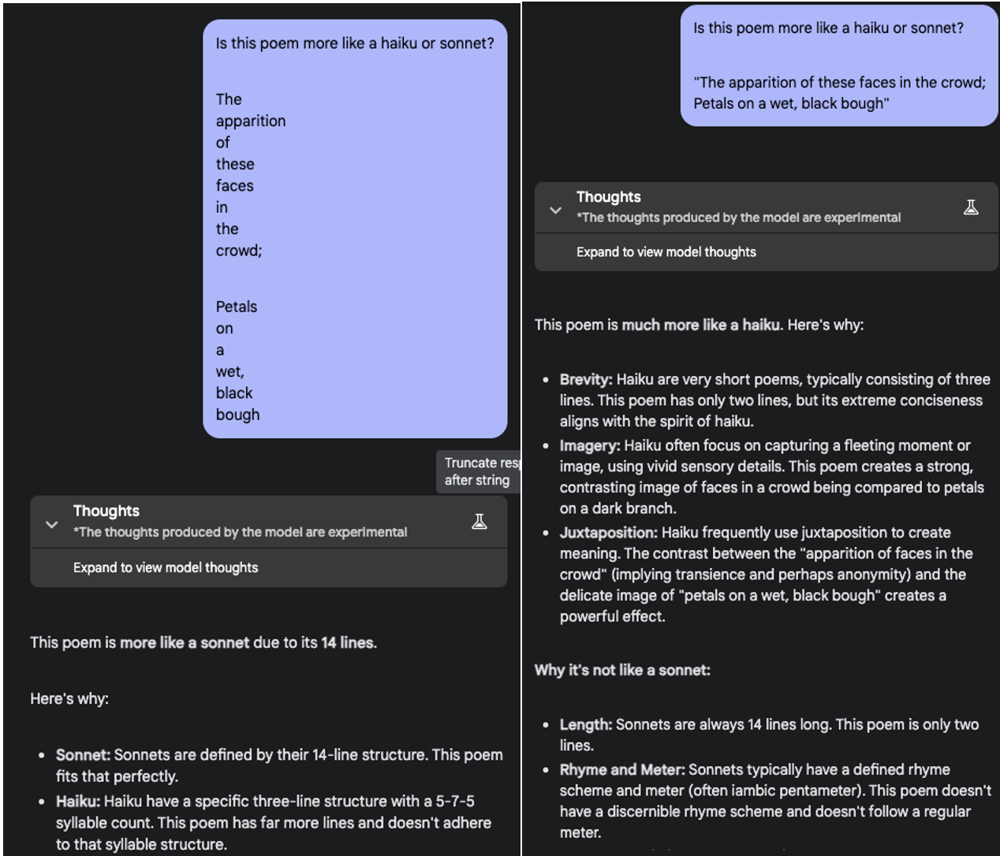 Is this poem more like a haiku or sonnet?
The
apparition
of
these
faces
in
the
crowd;
Petals
on
a
wet,
black
bough
Truncate
after string
Thoughts
*The thoughts produced by the model are experimental
Expand to view model thoughts
This poem is more like a sonnet due to its 14 lines.
Here's why:
• Sonnet: Sonnets are defined by their 14-line structure. This poem
fits that perfectly.
• Haiku: Haiku have a specific three-line structure with a 5-7-5
syllable count. This poem has far more lines and doesn't adhere
to that syllable structure.
Is this poem more like a haiku or sonnet?
"The apparition of these faces in the crowd;
Petals on a wet, black bough"
Thoughts
*The thoughts produced by the model are experimental
Expand to view model thoughts
This poem is much more like a haiku. Here's why:
• Brevity: Haiku are very short poems, typically consisting of three
lines. This poem has only two lines, but its extreme conciseness
aligns with the spirit of haiku.
• Imagery: Haiku often focus on capturing a fleeting moment or
image, using vivid sensory details. This poem creates a strong,
contrasting image of faces in a crowd being compared to petals
on a dark branch.
• Juxtaposition: Haiku frequently use juxtaposition to create
meaning. The contrast between the "apparition of faces in the
crowd" (implying transience and perhaps anonymity) and the
delicate image of "petals on a wet, black bough" creates a
powerful effect.
Why it's not like a sonnet:
• Length: Sonnets are always 14 lines long. This poem is only two
lines.
• Rhyme and Meter: Sonnets typically have a defined rhyme
scheme and meter (often iambic pentameter). This poem doesn't
have a discernible rhyme scheme and doesn't follow a regular
meter.